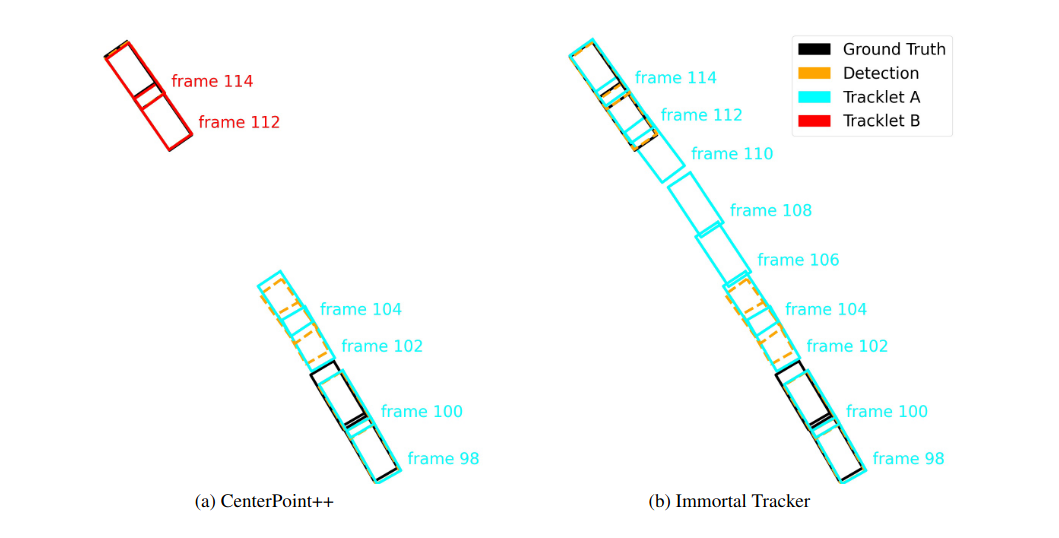 frame 114
frame 112
frame 104
frame 102
frame 100
frame 98
(a) CenterPoint++
Ground Truth
Detection
Tracklet A
Tracklet B
frame 114
frame 112
frame 110
frame 108
frame 106
frame 104
frame 102
frame 100
frame 98
(b) Immortal Tracker